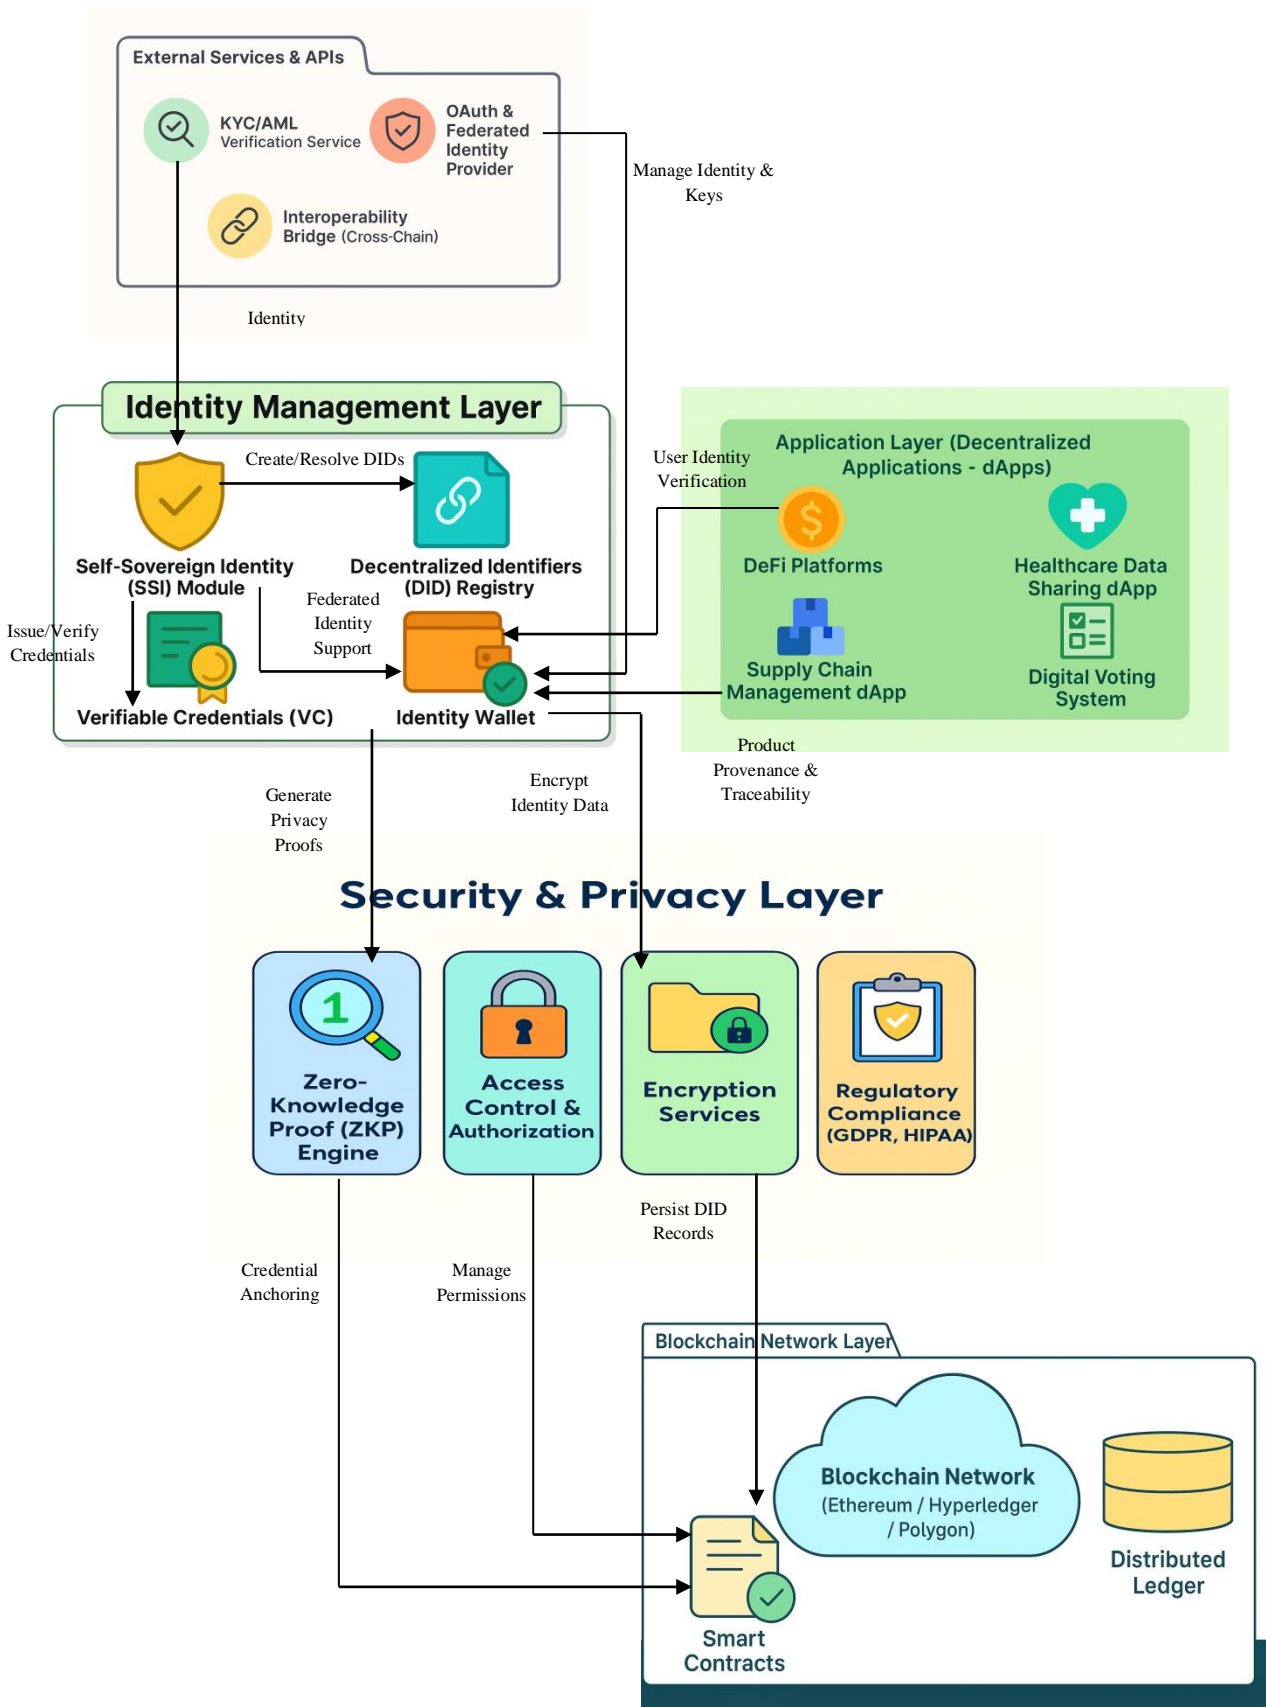 External Services & APIs
KYC/AML
Verification Service
OAuth &
Federated
Identity
Provider
Interoperability
Bridge (Cross-Chain)
Manage Identity &
Keys
Identity
Identity Management Layer
Create/Resolve DIDs
Self-Sovereign Identity
(SSI) Module
Decentralized Identifiers
(DID) Registry
Federated
Identity
Support
Issue/Verify
Credentials
Verifiable Credentials (VC)
Identity Wallet
User Identity
Verification
Application Layer (Decentralized
Applications - dApps)
$
DeFi Platforms
Healthcare Data
Sharing dApp
Supply Chain
Management dApp
Digital Voting
System
Product
Provenance &
Traceability
Generate
Privacy
Proofs
Encrypt
Identity Data
Security & Privacy Layer
1
Zero-
Knowledge
Proof (ZKP)
Engine
Access
Control &
Authorization
Encryption
Services
Regulatory
Compliance
(GDPR, HIPAA)
Credential
Anchoring
Manage
Permissions
Persist DID
Records
Blockchain Network Layer
Blockchain Network
(Ethereum / Hyperledger
/ Polygon)
Distributed
Ledger
Smart
Contracts